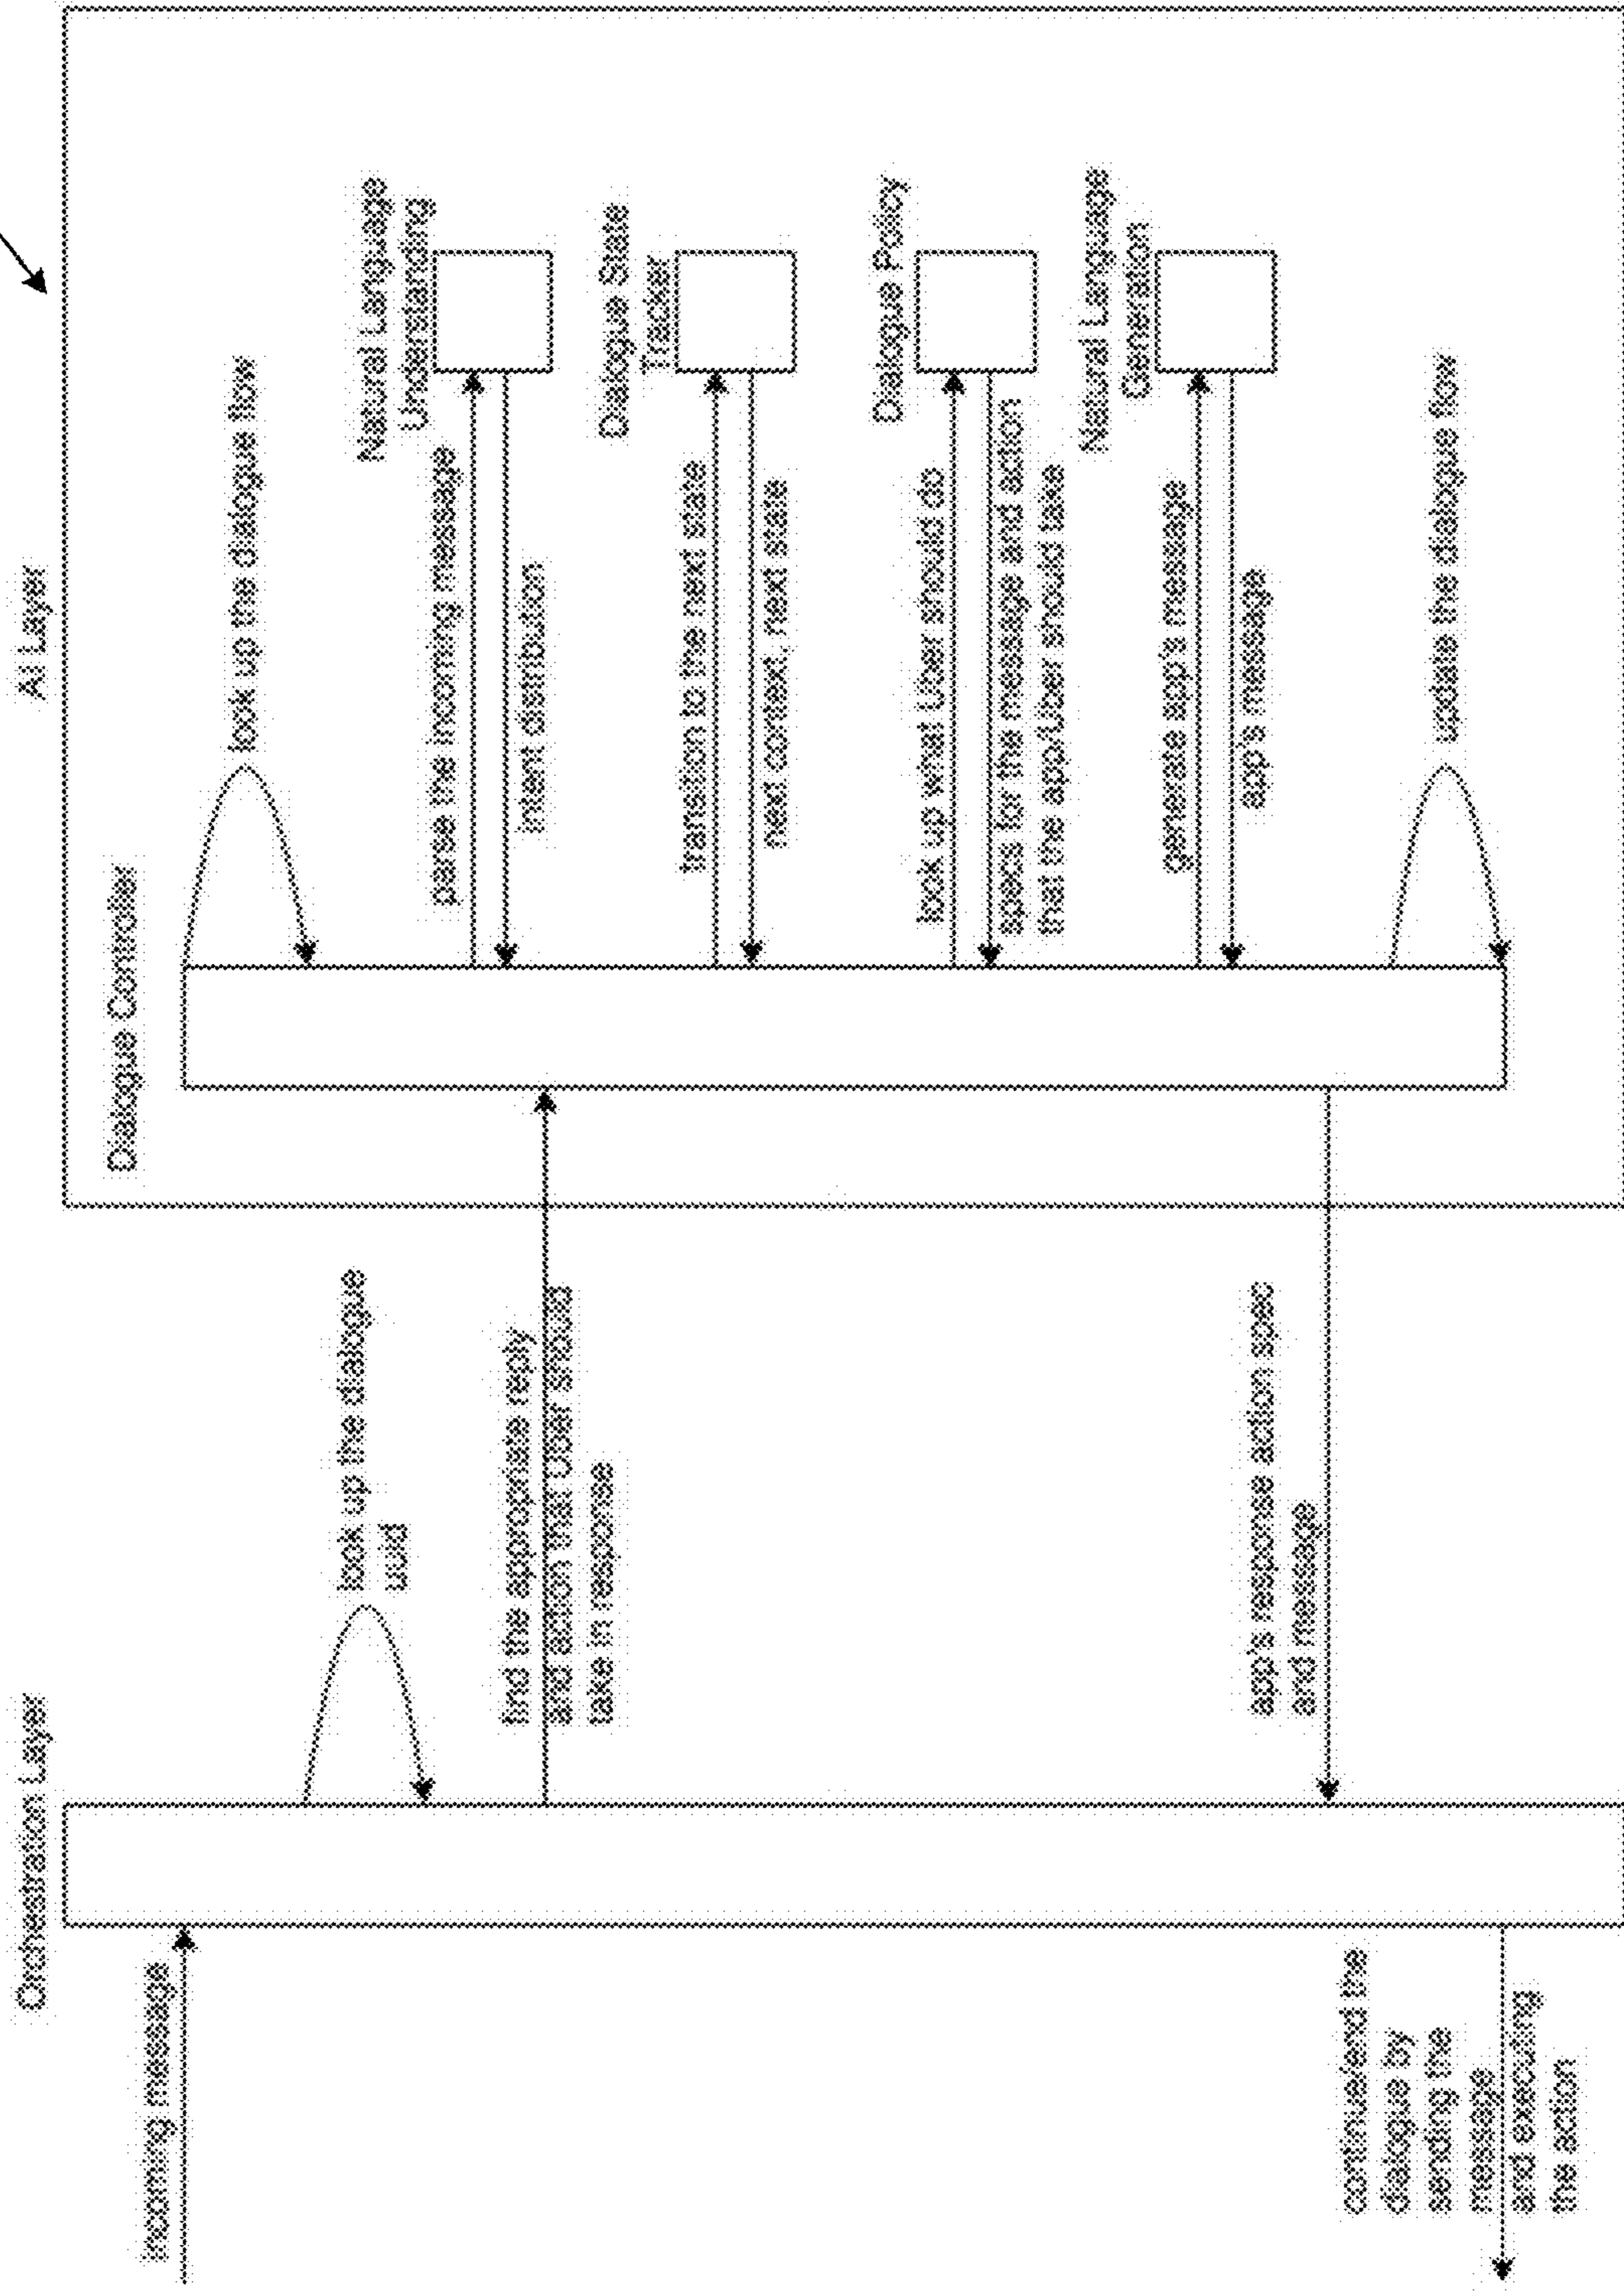 Orchestration Layer
AI Layer
incoming message
Dialogue Controller
look up the dialogue flow
look up the dialogue
uuid
Natural Language
Understanding
parse the incoming message
intent distribution
find the appropriate reply
and action that Uber should
take in response
Dialogue State
Tracker
transition to the next state
next context, next state
Dialogue Policy
look up what Uber should do
specs for the message and action
that the app/Uber should take
Natural Language
Generation
generate app's message
app's message
app's response action spec
and message
update the dialogue flow
continue/end the
dialogue by
sending the
message
and executing
the action